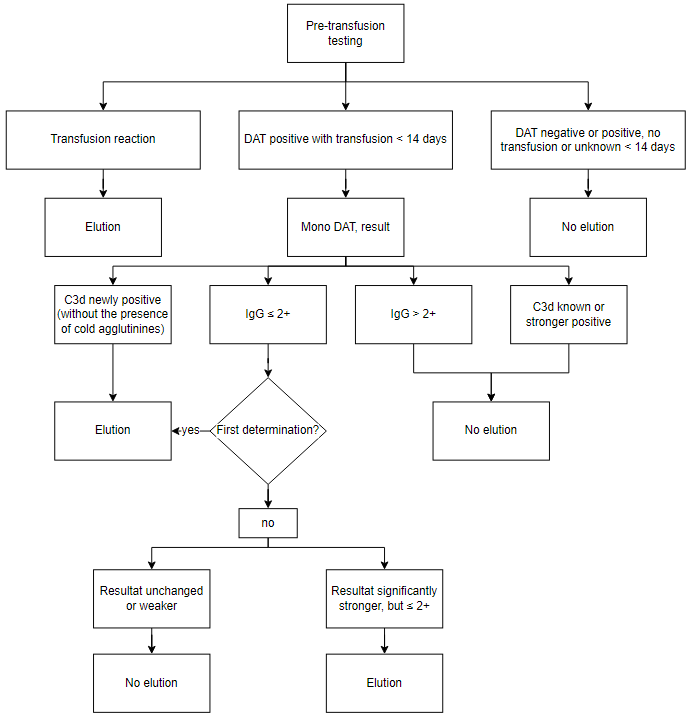 Pre-transfusion
testing
Transfusion reaction
DAT positive with transfusion < 14 days
DAT negative or positive, no
transfusion or unknown < 14 days
Elution
Mono DAT, result
No elution
C3d newly positive
(without the presence
of cold agglutinines)
IgG ≤ 2+
IgG > 2+
C3d known or
stronger positive
Elution
yes
First determination?
No elution
no
Resultat unchanged
or weaker
Resultat significantly
stronger, but ≤ 2+
No elution
Elution